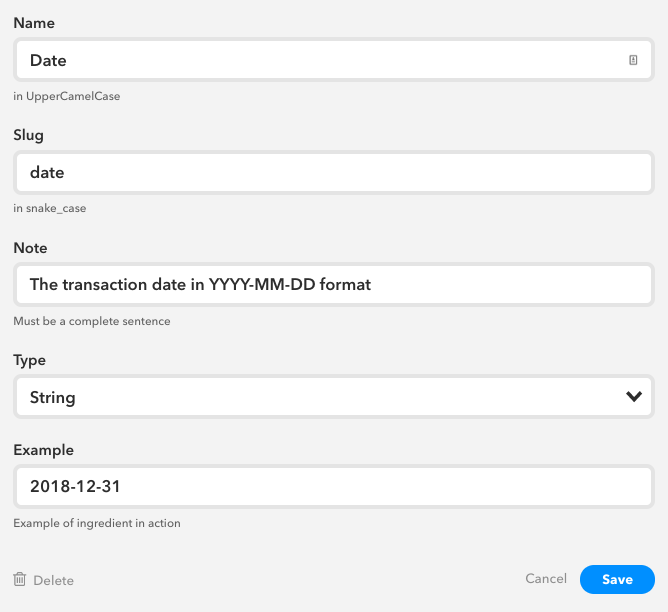 Name
Date
in UpperCamelCase
Slug
date
in snake_case
Note
The transaction date in YYYY-MM-DD format
Must be a complete sentence
Type
String
Example
2018-12-31
Example of ingredient in action
Delete
Cancel
Save